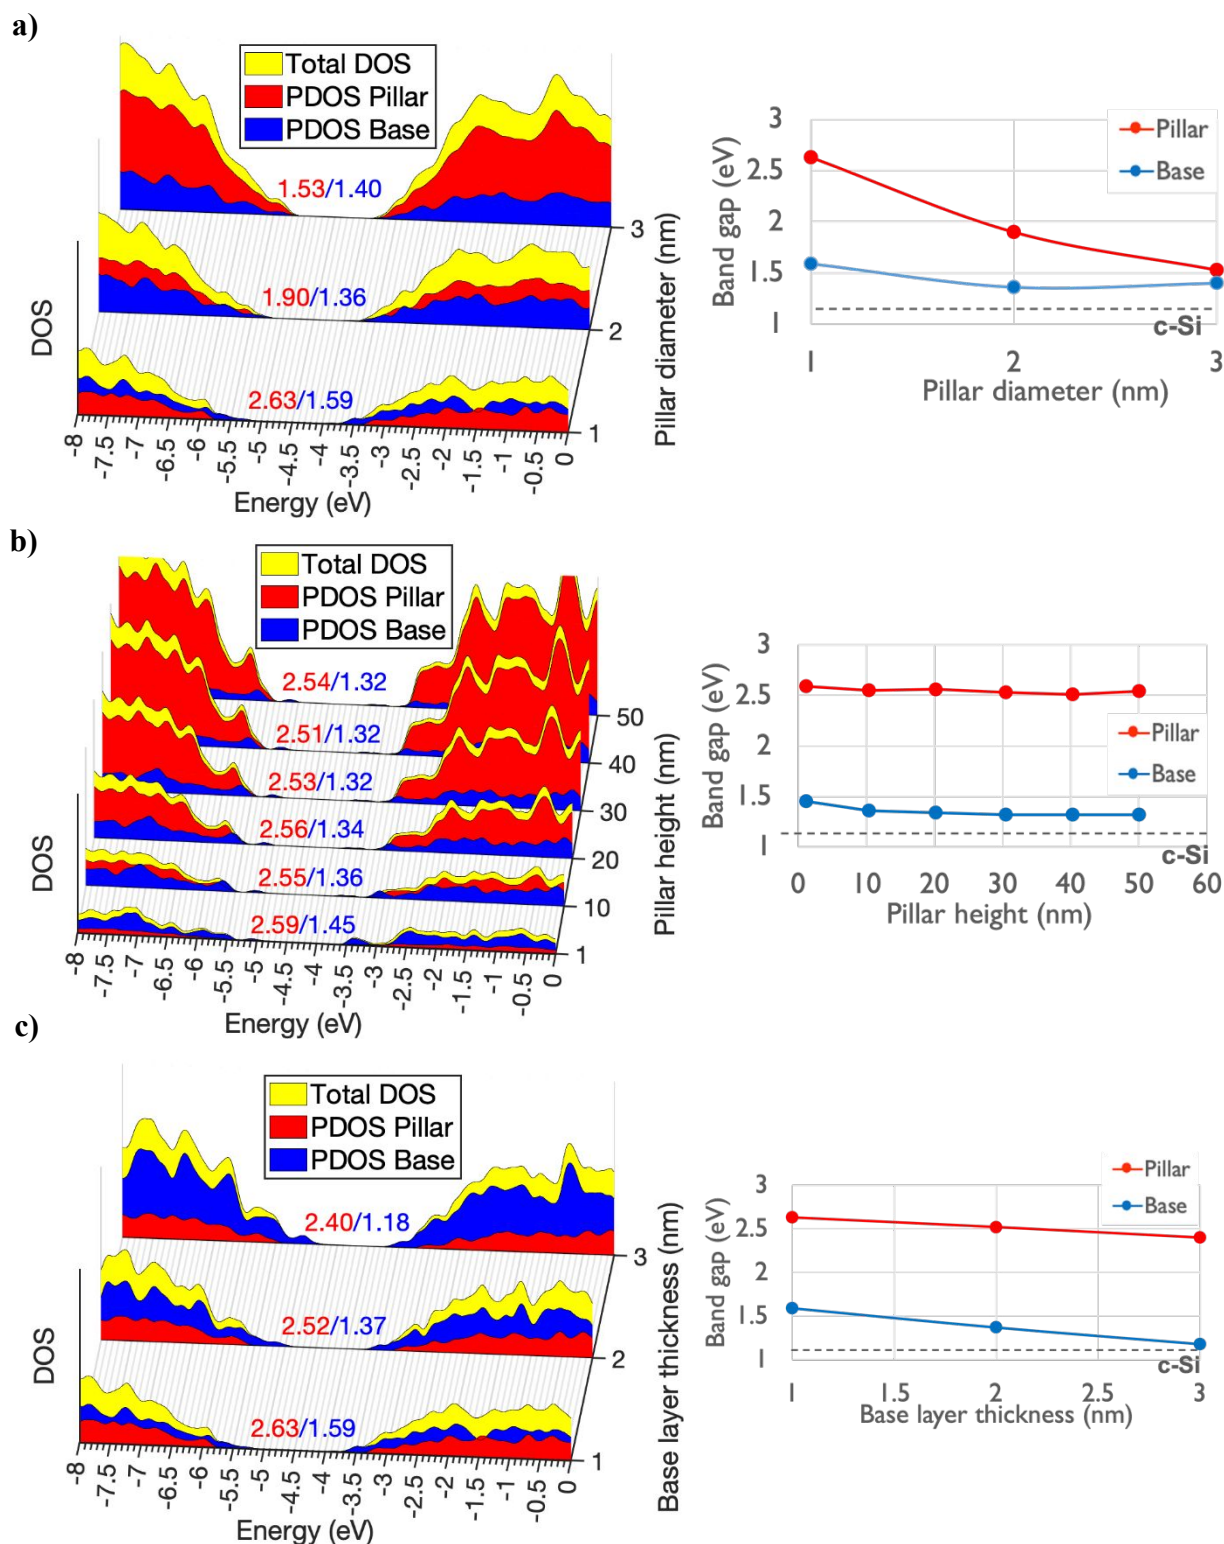 a)
Total DOS
PDOS Pillar
PDOS Base
1.53/1.40
1.90/1.36
2.63/1.59
DOS
3
2
1
Pillar diameter (nm)
-8
-7.5
-7
-6.5
-6
-5.5
-5
-4.5
-4
-3.5
-3
-2.5
-2
-1.5
-1
-0.5
0
Energy (eV)
3
2.5
2
1.5
1
Band gap (eV)
Pillar
Base
c-Si
1
2
3
Pillar diameter (nm)
b)
Total DOS
PDOS Pillar
PDOS Base
2.54/1.32
2.51/1.32
2.53/1.32
2.56/1.34
2.55/1.36
2.59/1.45
DOS
50
40
30
20
10
1
Pillar height (nm)
-8
-7.5
-7
-6.5
-6
-5.5
-5
-4.5
-4
-3.5
-3
-2.5
-2
-1.5
-1
-0.5
0
Energy (eV)
3
2.5
2
1.5
1
Band gap (eV)
Pillar
Base
c-Si
0
10
20
30
40
50
60
Pillar height (nm)
c)
Total DOS
PDOS Pillar
PDOS Base
2.40/1.18
2.52/1.37
2.63/1.59
DOS
3
2
1
Base layer thickness (nm)
-8
-7.5
-7
-6.5
-6
-5.5
-5
-4.5
-4
-3.5
-3
-2.5
-2
-1.5
-1
-0.5
0
Energy (eV)
3
2.5
2
1.5
1
Band gap (eV)
Pillar
Base
c-Si
1
1.5
2
2.5
3
Base layer thickness (nm)